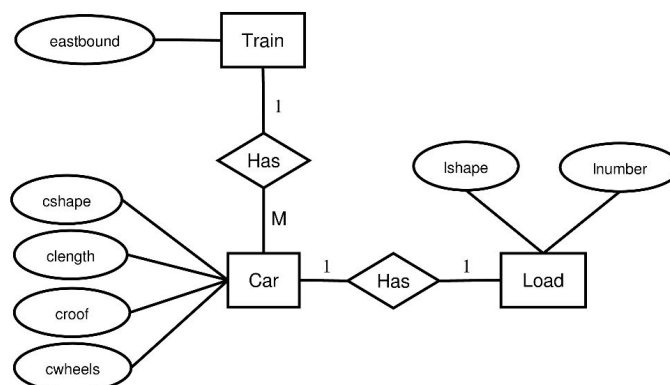 eastbound
Train
1
Has
M
cshape
clength
croof
cwheels
Car
1
Has
1
Load
lshape
lnumber